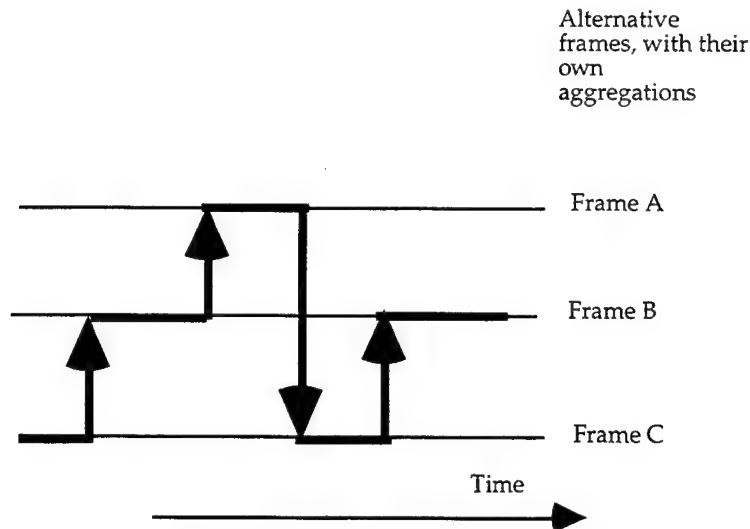 Alternative
frames, with their
own
aggregations
Frame A
Frame B
Frame C
Time